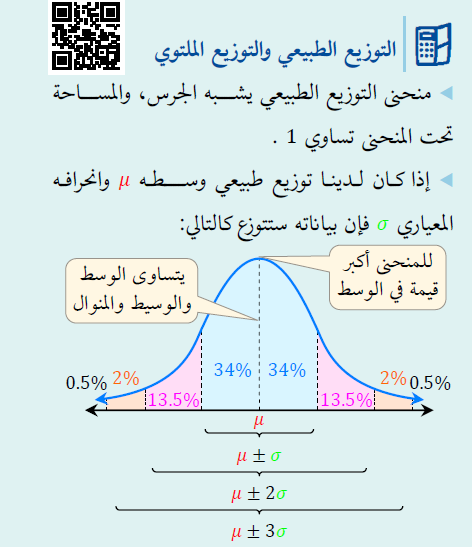 التوزيع الطبيعي والتوزيع الملتوي
منحنى التوزيع الطبيعي يشبه الجرس، والمساحة
تحت المنحنى تساوي 1 .
إذا كان لدينا توزيع طبيعي وسطه μ وانحرافه
المعياري σ فإن بياناته ستتوزع كالتالي:
للمنحنى أكبر
قيمة في الوسط
يتساوى الوسط
والوسيط والمنوال
34% 34%
0.5% 2% 2% 0.5%
13.5% 13.5%
μ
μ ± σ
μ ± 2σ
μ ± 3σ